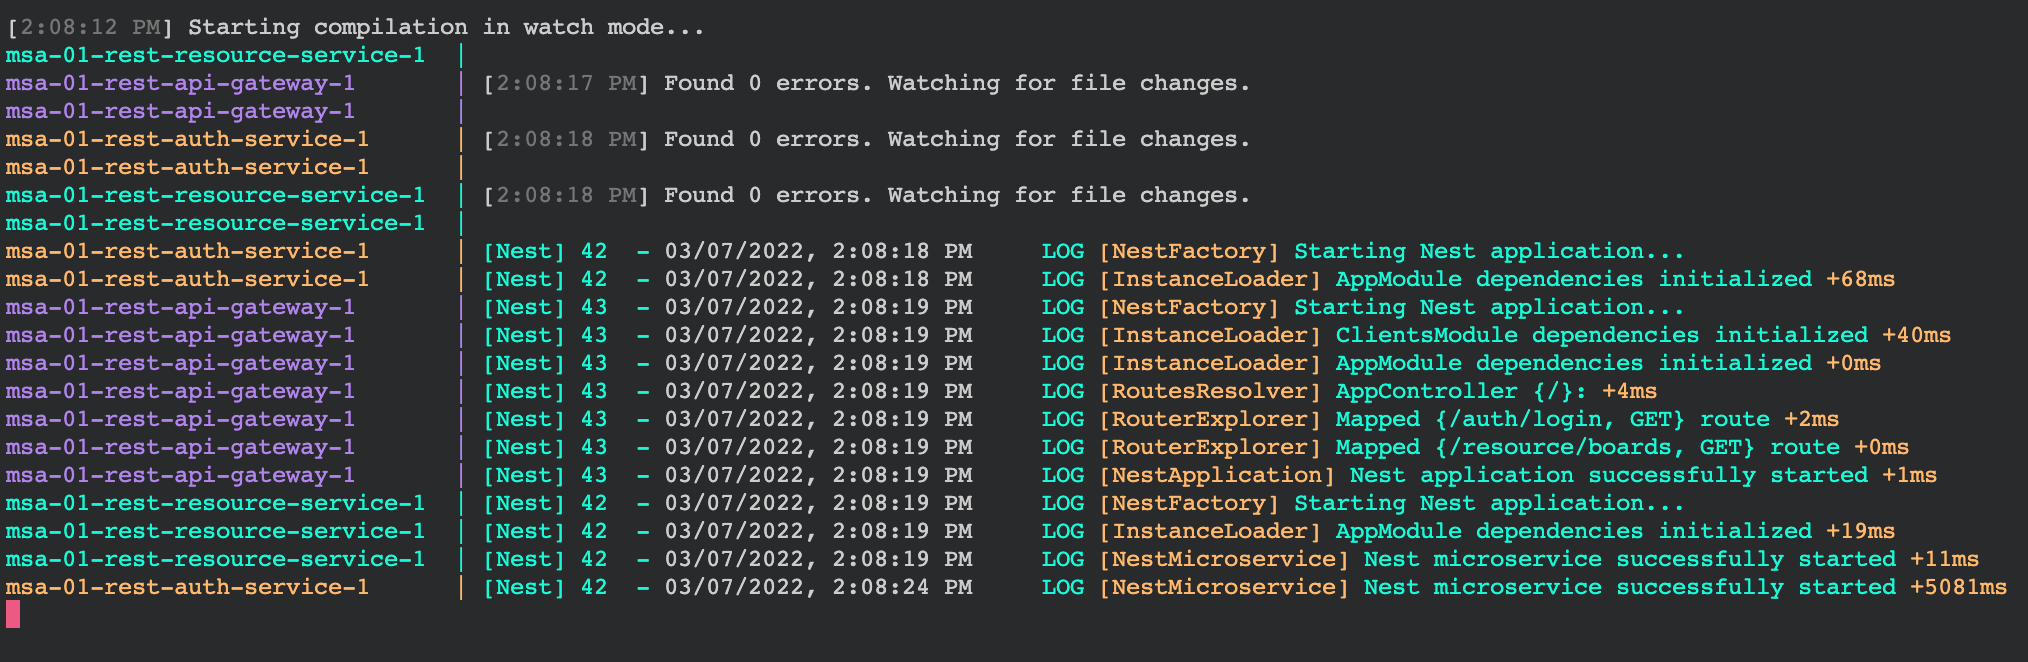 [2:08:12 PM] Starting compilation in watch mode...
msa-01-rest-resource-service-1  |
msa-01-rest-api-gateway-1       | [2:08:17 PM] Found 0 errors. Watching for file changes.
msa-01-rest-api-gateway-1       |
msa-01-rest-auth-service-1      | [2:08:18 PM] Found 0 errors. Watching for file changes.
msa-01-rest-auth-service-1      |
msa-01-rest-resource-service-1  | [2:08:18 PM] Found 0 errors. Watching for file changes.
msa-01-rest-resource-service-1  |
msa-01-rest-auth-service-1      | [Nest] 42  - 03/07/2022, 2:08:18 PM     LOG [NestFactory] Starting Nest application...
msa-01-rest-auth-service-1      | [Nest] 42  - 03/07/2022, 2:08:18 PM     LOG [InstanceLoader] AppModule dependencies initialized +68ms
msa-01-rest-api-gateway-1       | [Nest] 43  - 03/07/2022, 2:08:19 PM     LOG [NestFactory] Starting Nest application...
msa-01-rest-api-gateway-1       | [Nest] 43  - 03/07/2022, 2:08:19 PM     LOG [InstanceLoader] ClientsModule dependencies initialized +40ms
msa-01-rest-api-gateway-1       | [Nest] 43  - 03/07/2022, 2:08:19 PM     LOG [InstanceLoader] AppModule dependencies initialized +0ms
msa-01-rest-api-gateway-1       | [Nest] 43  - 03/07/2022, 2:08:19 PM     LOG [RoutesResolver] AppController {/}: +4ms
msa-01-rest-api-gateway-1       | [Nest] 43  - 03/07/2022, 2:08:19 PM     LOG [RouterExplorer] Mapped {/auth/login, GET} route +2ms
msa-01-rest-api-gateway-1       | [Nest] 43  - 03/07/2022, 2:08:19 PM     LOG [RouterExplorer] Mapped {/resource/boards, GET} route +0ms
msa-01-rest-api-gateway-1       | [Nest] 43  - 03/07/2022, 2:08:19 PM     LOG [NestApplication] Nest application successfully started +1ms
msa-01-rest-resource-service-1  | [Nest] 42  - 03/07/2022, 2:08:19 PM     LOG [NestFactory] Starting Nest application...
msa-01-rest-resource-service-1  | [Nest] 42  - 03/07/2022, 2:08:19 PM     LOG [InstanceLoader] AppModule dependencies initialized +19ms
msa-01-rest-resource-service-1  | [Nest] 42  - 03/07/2022, 2:08:19 PM     LOG [NestMicroservice] Nest microservice successfully started +11ms
msa-01-rest-auth-service-1      | [Nest] 42  - 03/07/2022, 2:08:24 PM     LOG [NestMicroservice] Nest microservice successfully started +5081ms